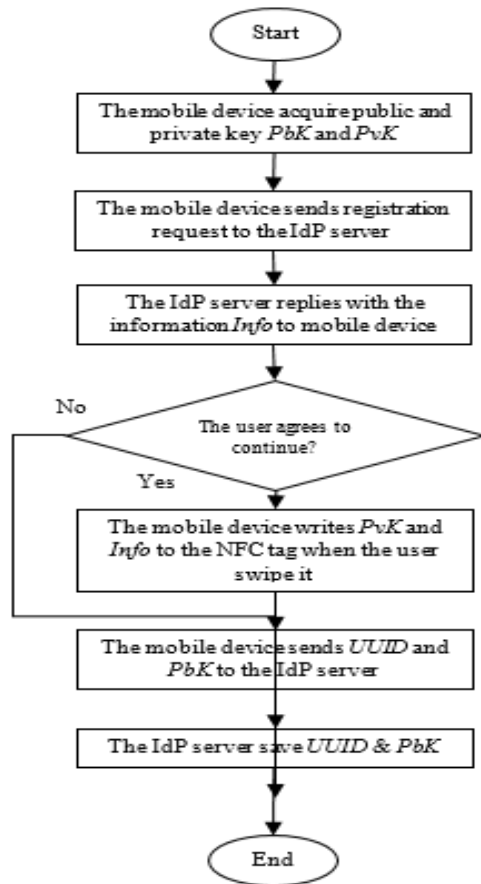 Start
The mobile device acquire public and
private key PbK and PvK
The mobile device sends registration
request to the IdP server
The IdP server replies with the
information Info to mobile device
No
The user agrees to
continue?
Yes
The mobile device writes PvK and
Info to the NFC tag when the user
swipe it
The mobile device sends UUID and
PbK to the IdP server
The IdP server save UUID & PbK
End